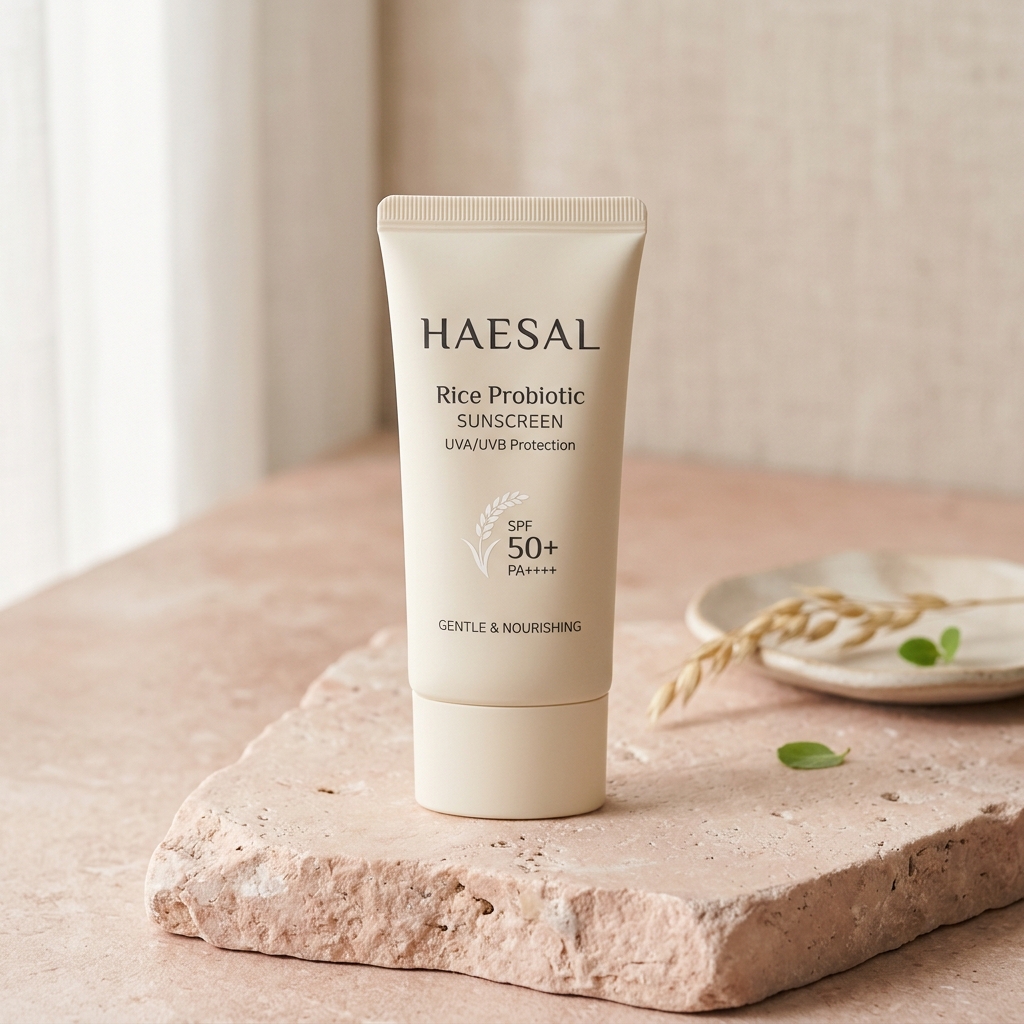 HAESAL
Rice Probiotic
SUNSCREEN
UVA/UVB Protection
SPF
50+
PA++++
GENTLE & NOURISHING